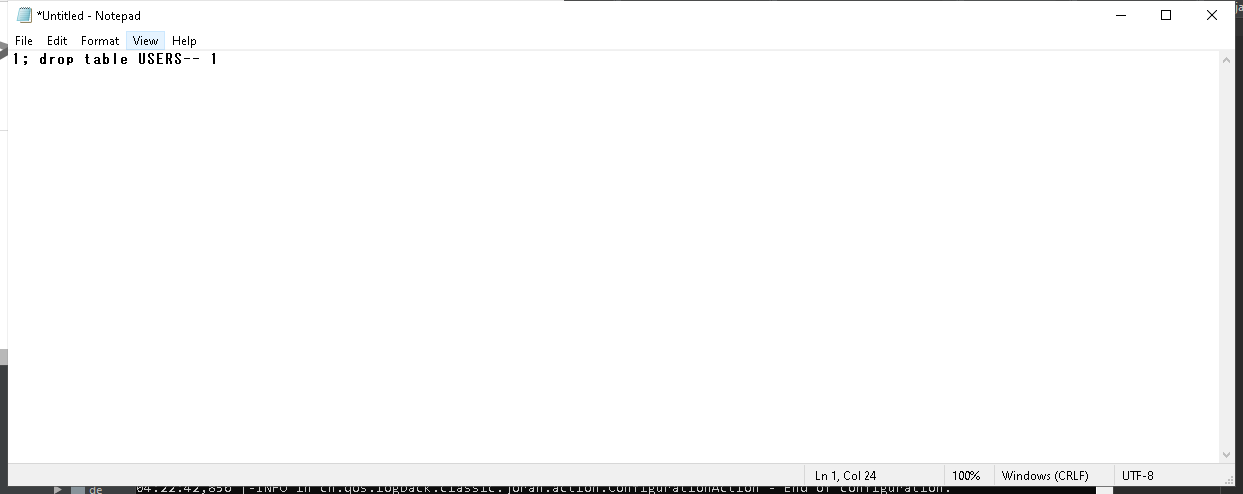 *Untitled - Notepad
File Edit Format View Help
1; drop table USERS-- 1
Ln 1, Col 24 100% Windows (CRLF) UTF-8
de 04:22:42,856 |-INFO in ch.qos.logback.classic.joran.action.ConfigurationAction - End of configuration.